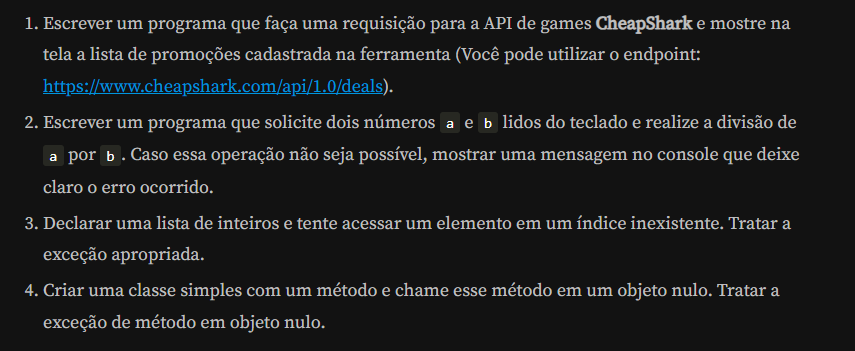 1. Escrever um programa que faça uma requisição para a API de games CheapShark e mostre na
tela a lista de promoções cadastrada na ferramenta (Você pode utilizar o endpoint:
https://www.cheapshark.com/api/1.0/deals).
2. Escrever um programa que solicite dois números a e b lidos do teclado e realize a divisão de
a por b. Caso essa operação não seja possível, mostrar uma mensagem no console que deixe
claro o erro ocorrido.
3. Declarar uma lista de inteiros e tente acessar um elemento em um índice inexistente. Tratar a
exceção apropriada.
4. Criar uma classe simples com um método e chame esse método em um objeto nulo. Tratar a
exceção de método em objeto nulo.